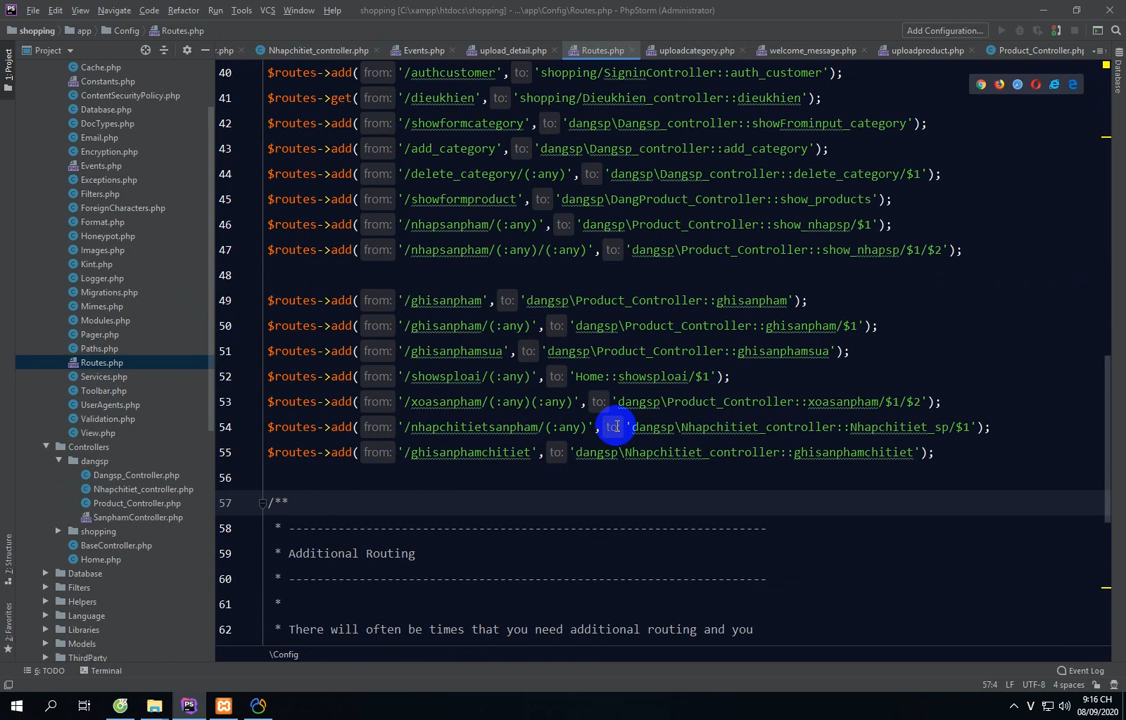 File Edit View Navigate Code Refactor Run Tools VCS Window Help shopping [C:\xampp\htdocs\shopping] - ...\app\Config\Routes.php - PhpStorm (Administrator)
shopping app Config Routes.php Add Configuration...
Project r.php Nhapchitiet_controller.php Events.php upload_detail.php Routes.php uploadcategory.php welcome_message.php uploadproduct.php Product_Controller.php
1: Project
7: Structure
2: Favorites
Database
Cache.php
Constants.php
ContentSecurityPolicy.php
Database.php
DocTypes.php
Email.php
Encryption.php
Events.php
Exceptions.php
Filters.php
ForeignCharacters.php
Format.php
Honeypot.php
Images.php
Kint.php
Logger.php
Migrations.php
Mimes.php
Modules.php
Pager.php
Paths.php
Routes.php
Services.php
Toolbar.php
UserAgents.php
Validation.php
View.php
Controllers
dangsp
Dangsp_Controller.php
Nhapchitiet_controller.php
Product_Controller.php
SanphamController.php
shopping
BaseController.php
Home.php
Database
Filters
Helpers
Language
Libraries
Models
ThirdParty
40 $routes->add( from: '/authcustomer', to: 'shopping/SigninController::auth_customer');
41 $routes->get( from: '/dieukhien', to: 'shopping/Dieukhien_controller::dieukhien');
42 $routes->add( from: '/showformcategory', to: 'dangsp\Dangsp_controller::showFrominput_category');
43 $routes->add( from: '/add_category', to: 'dangsp\Dangsp_controller::add_category');
44 $routes->add( from: '/delete_category/(:any)', to: 'dangsp\Dangsp_controller::delete_category/$1');
45 $routes->add( from: '/showformproduct', to: 'dangsp\DangProduct_Controller::show_products');
46 $routes->add( from: '/nhapsanpham/(:any)', to: 'dangsp\Product_Controller::show_nhapsp/$1');
47 $routes->add( from: '/nhapsanpham/(:any)/(:any)', to: 'dangsp\Product_Controller::show_nhapsp/$1/$2');
48
49 $routes->add( from: '/ghisanpham', to: 'dangsp\Product_Controller::ghisanpham');
50 $routes->add( from: '/ghisanpham/(:any)', to: 'dangsp\Product_Controller::ghisanpham/$1');
51 $routes->add( from: '/ghisanphamsua', to: 'dangsp\Product_Controller::ghisanphamsua');
52 $routes->add( from: '/showsploai/(:any)', to: 'Home::showsploai/$1');
53 $routes->add( from: '/xoasanpham/(:any)(:any)', to: 'dangsp\Product_Controller::xoasanpham/$1/$2');
54 $routes->add( from: '/nhapchitietsanpham/(:any)', to: 'dangsp\Nhapchitiet_controller::Nhapchitiet_sp/$1');
55 $routes->add( from: '/ghisanphamchitiet', to: 'dangsp\Nhapchitiet_controller::ghisanphamchitiet');
56
57 /**
58 * --------------------------------------------------------------------
59 * Additional Routing
60 * --------------------------------------------------------------------
61 *
62 * There will often be times that you need additional routing and you
\Config
6: TODO Terminal Event Log
57:4 LF UTF-8 4 spaces
V 9:16 CH
08/09/2020